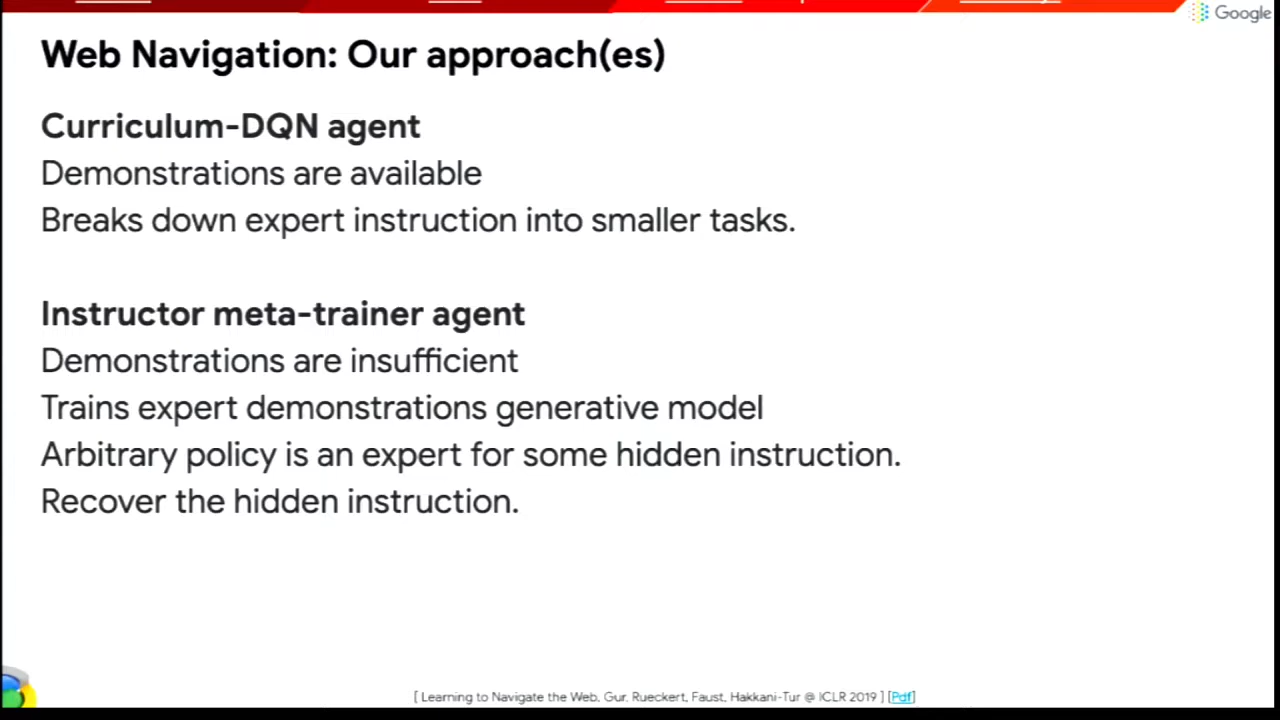 Google
Web Navigation: Our approach(es)
Curriculum-DQN agent
Demonstrations are available
Breaks down expert instruction into smaller tasks.
Instructor meta-trainer agent
Demonstrations are insufficient
Trains expert demonstrations generative model
Arbitrary policy is an expert for some hidden instruction.
Recover the hidden instruction.
[ Learning to Navigate the Web, Gur, Rueckert, Faust, Hakkani-Tur @ ICLR 2019 ] [Pdf]